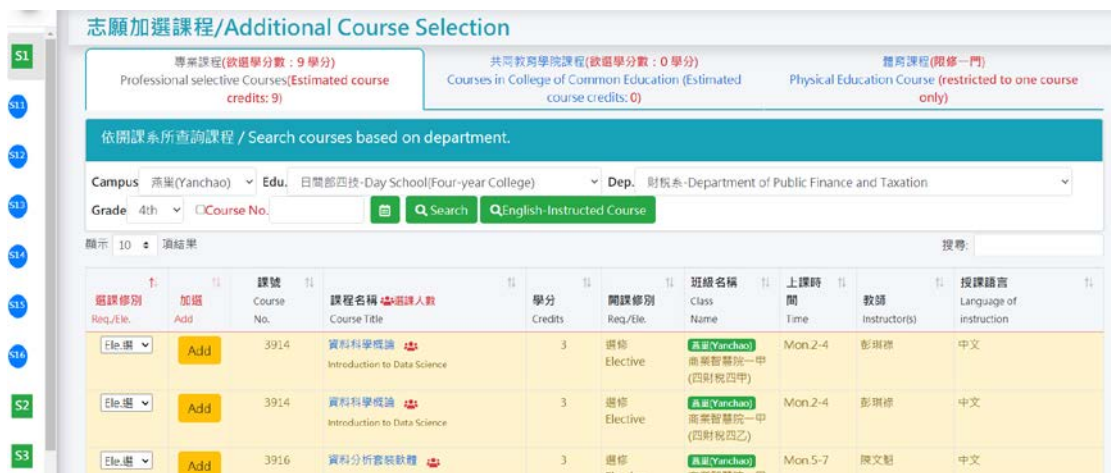 志願加選課程/Additional Course Selection
專業課程(欲選學分數：9 學分)
Professional selective Courses(Estimated course
credits: 9)
共同教育學院課程(欲選學分數：0 學分)
Courses in College of Common Education (Estimated
course credits: 0)
體育課程(限修一門)
Physical Education Course (restricted to one course
only)
依開課系所查詢課程 / Search courses based on department.
Campus 燕巢(Yanchao) Edu. 日間部四技-Day School(Four-year College) Dep. 財稅系-Department of Public Finance and Taxation
Grade 4th Course No. Search English-Instructed Course
顯示 10 項結果 搜尋:
選課修別 加選 課號 課程名稱 選課人數 學分 開課修別 班級名稱 上課時間 教師 授課語言
Req./Ele. Add Course No. Course Title Credits Req./Ele. Class Name Time Instructor(s) Language of instruction
Ele.選 Add 3914 資料科學概論 3 選修 燕巢(Yanchao) Mon.2-4 中文
Introduction to Data Science Elective 商業智慧院一甲
(四財稅四甲)
Ele.選 Add 3914 資料科學概論 3 選修 燕巢(Yanchao) Mon.2-4 中文
Introduction to Data Science Elective 商業智慧院一甲
(四財稅四乙)
Ele.選 Add 3916 資料分析套裝軟體 3 選修 燕巢(Yanchao) Mon.5-7 中文
S1
S11
S12
S13
S14
S15
S16
S2
S3